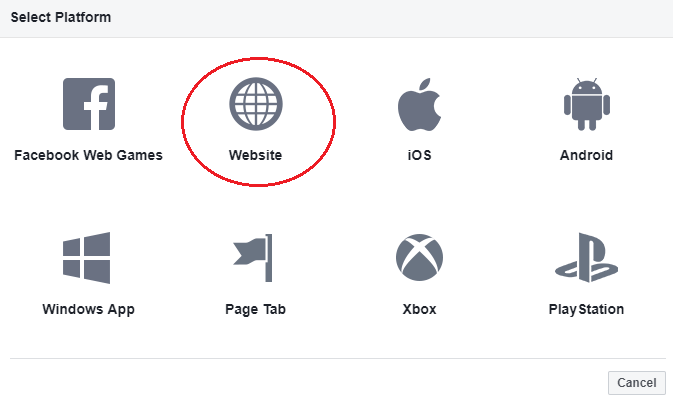 Select Platform
Facebook Web Games
Website
iOS
Android
Windows App
Page Tab
Xbox
PlayStation
Cancel